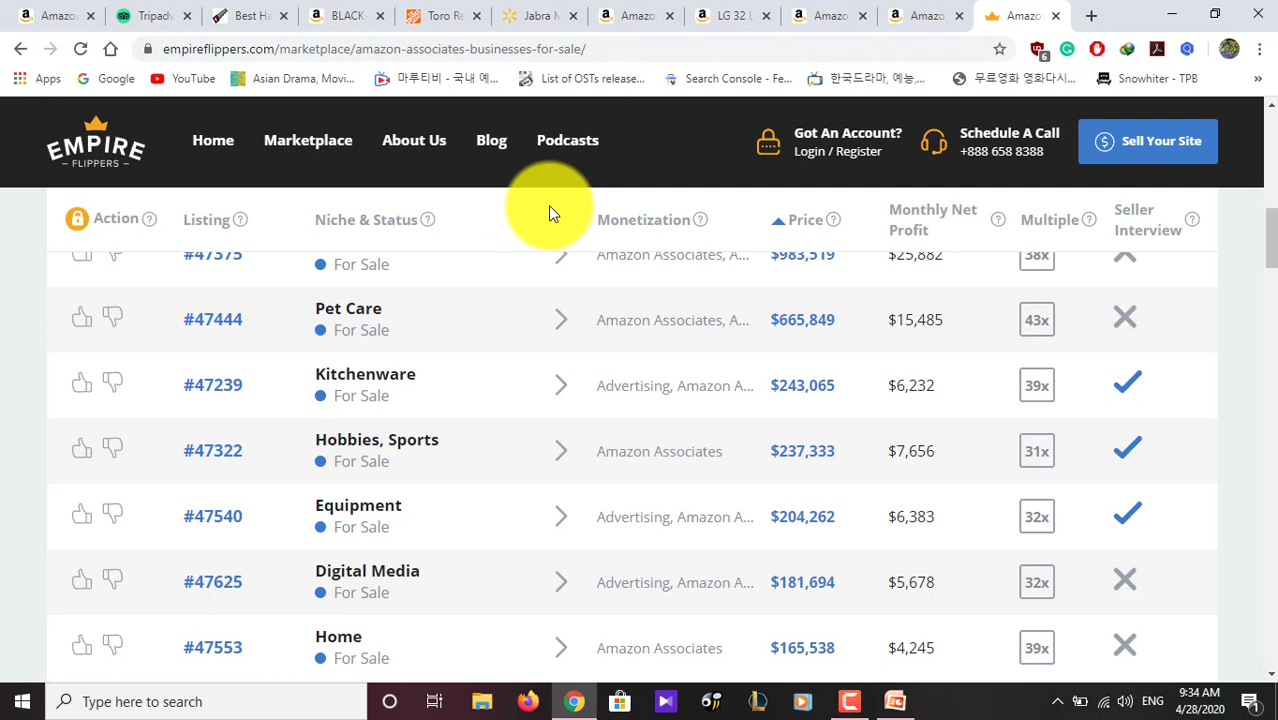 Amazo
Tripadv
Best Ha
BLACK
Toro Re
Jabra
Amazo
LG 32
Amazo
Amazo
Amazo
empireflippers.com/marketplace/amazon-associates-businesses-for-sale/
6
Apps Google YouTube Asian Drama, Movi... 마루티비 - 국내 예... List of OSTs release... Search Console - Fe... 한국드라마, 예능,... 무료영화 영화다시... Snowhiter - TPB »
EMPIRE
FLIPPERS
Home Marketplace About Us Blog Podcasts
Got An Account?
Login / Register
Schedule A Call
+888 658 8388
Sell Your Site
Action Listing Niche & Status Monetization Price Monthly Net Profit Multiple Seller Interview
#47375 For Sale Amazon Associates, A... $983,519 $25,882 38x
#47444 Pet Care For Sale Amazon Associates, A... $665,849 $15,485 43x
#47239 Kitchenware For Sale Advertising, Amazon A... $243,065 $6,232 39x
#47322 Hobbies, Sports For Sale Amazon Associates $237,333 $7,656 31x
#47540 Equipment For Sale Advertising, Amazon A... $204,262 $6,383 32x
#47625 Digital Media For Sale Advertising, Amazon A... $181,694 $5,678 32x
#47553 Home For Sale Amazon Associates $165,538 $4,245 39x
Type here to search
ENG
9:34 AM
4/28/2020
1